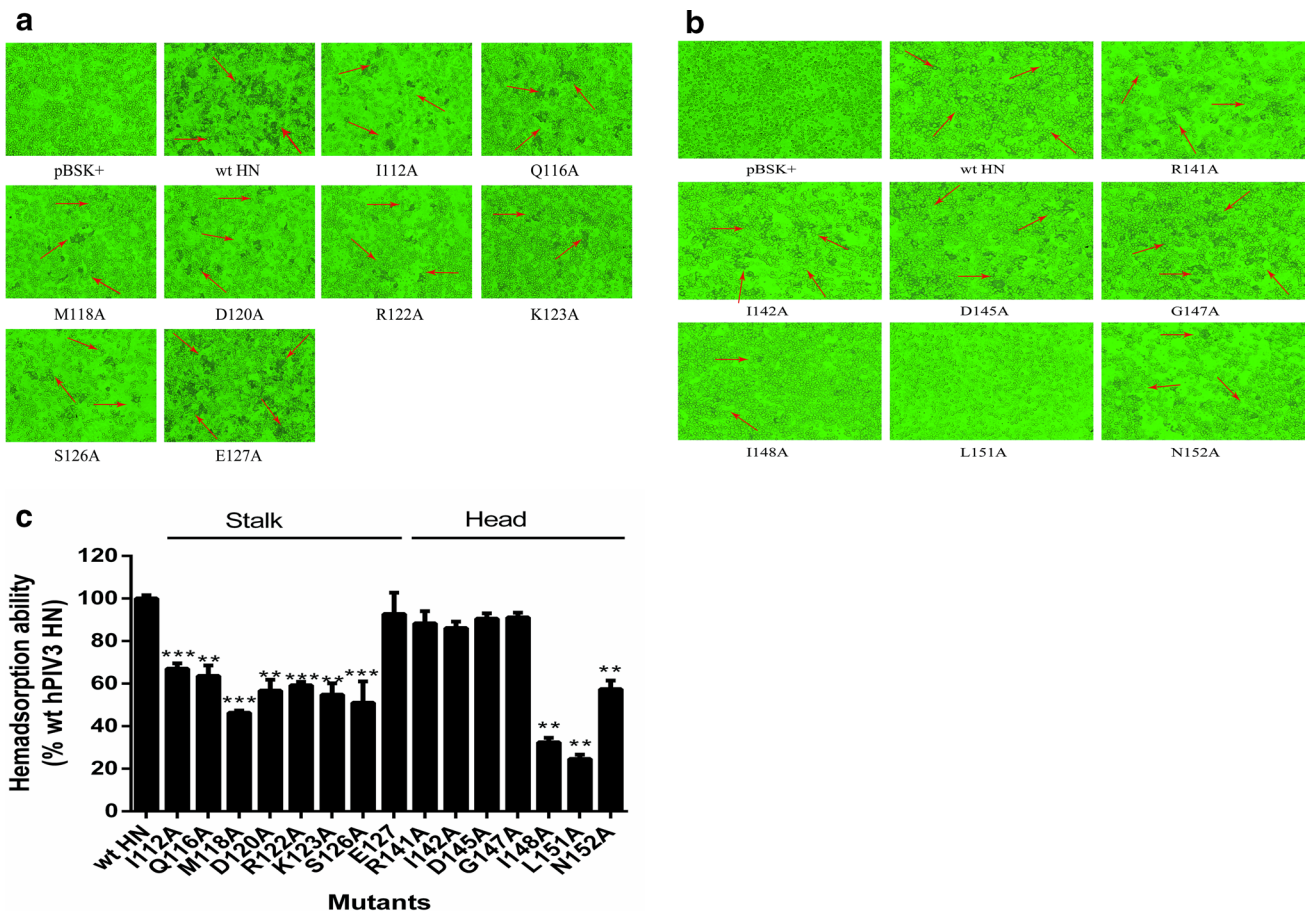 a
pBSK+ wt HN I112A Q116A
M118A D120A R122A K123A
S126A E127A
b
pBSK+ wt HN R141A
I142A D145A G147A
I148A L151A N152A
c
Stalk Head
Hemadsorption ability
(% wt hPIV3 HN)
120
100
80
60
40
20
0
*** ** *** ** *** ** *** ** ** **
wt HN I112A Q116A M118A D120A R122A K123A S126A E127 R141A I142A D145A G147A I148A L151A N152A
Mutants